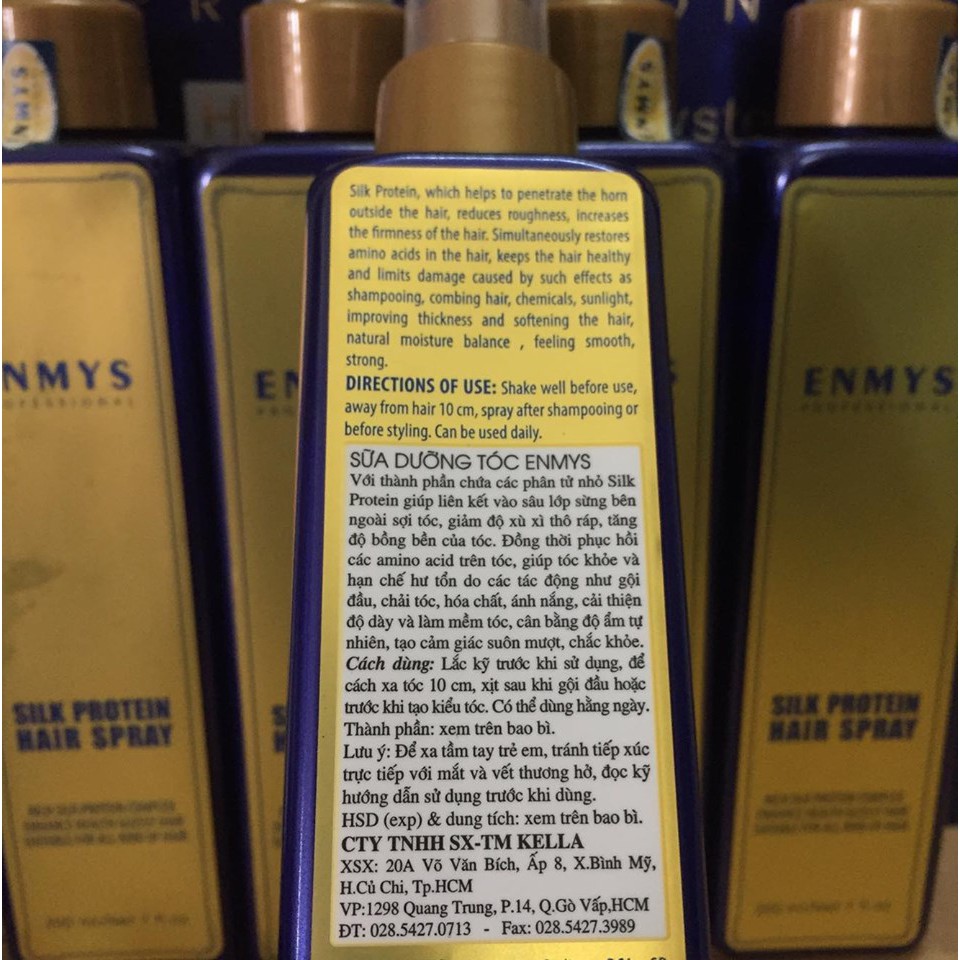 ENMYS
ENMYS
Silk Protein, which helps to penetrate the horn
outside the hair, reduces roughness, increases
the firmness of the hair. Simultaneously restores
amino acids in the hair, keeps the hair healthy
and limits damage caused by such effects as
shampooing, combing hair, chemicals, sunlight,
improving thickness and softening the hair,
natural moisture balance , feeling smooth,
strong.
DIRECTIONS OF USE: Shake well before use,
away from hair 10 cm, spray after shampooing or
before styling. Can be used daily.
SỮA DƯỠNG TÓC ENMYS
Với thành phần chứa các phân tử nhỏ Silk
Protein giúp liên kết vào sâu lớp sừng bên
ngoài sợi tóc, giảm độ xù xì thô ráp, tăng
độ bồng bền của tóc. Đồng thời phục hồi
các amino acid trên tóc, giúp tóc khỏe và
hạn chế hư tổn do các tác động như gội
đầu, chải tóc, hóa chất, ánh nắng, cải thiện
độ dày và làm mềm tóc, cân bằng độ ẩm tự
nhiên, tạo cảm giác suôn mượt, chắc khỏe.
Cách dùng: Lắc kỹ trước khi sử dụng, để
cách xa tóc 10 cm, xịt sau khi gội đầu hoặc
trước khi tạo kiểu tóc. Có thể dùng hằng ngày.
Thành phần: xem trên bao bì.
Lưu ý: Để xa tầm tay trẻ em, tránh tiếp xúc
trực tiếp với mắt và vết thương hở, đọc kỹ
hướng dẫn sử dụng trước khi dùng.
HSD (exp) & dung tích: xem trên bao bì.
CTY TNHH SX-TM KELLA
XSX: 20A Võ Văn Bích, Ấp 8, X.Bình Mỹ,
H.Củ Chi, Tp.HCM
VP:1298 Quang Trung, P.14, Q.Gò Vấp,HCM
ĐT: 028.5427.0713 - Fax: 028.5427.3989
NMYS
SILK PROTEIN
HAIR SPRAY
EN
ENMYS
PROFESSIONAL
SILK PROTEIN
HAIR SPRAY